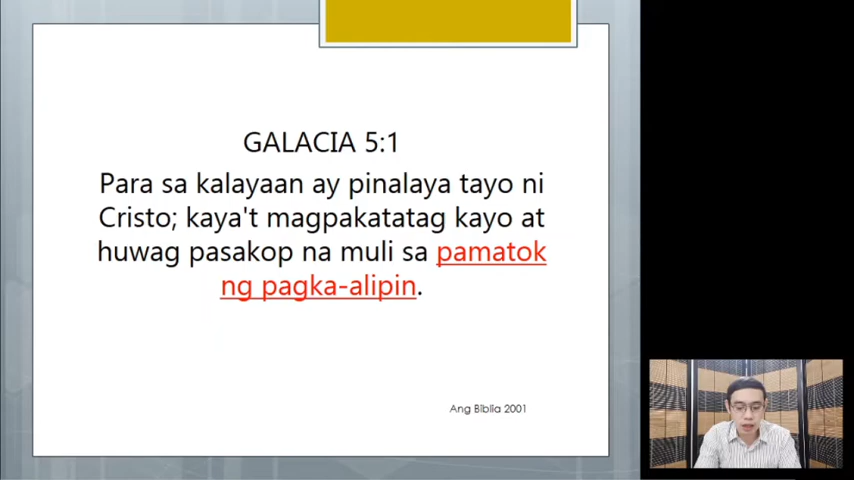 GALACIA 5:1
Para sa kalayaan ay pinalaya tayo ni
Cristo; kaya't magpakatatag kayo at
huwag pasakop na muli sa pamatok
ng pagka-alipin.
Ang Biblia 2001